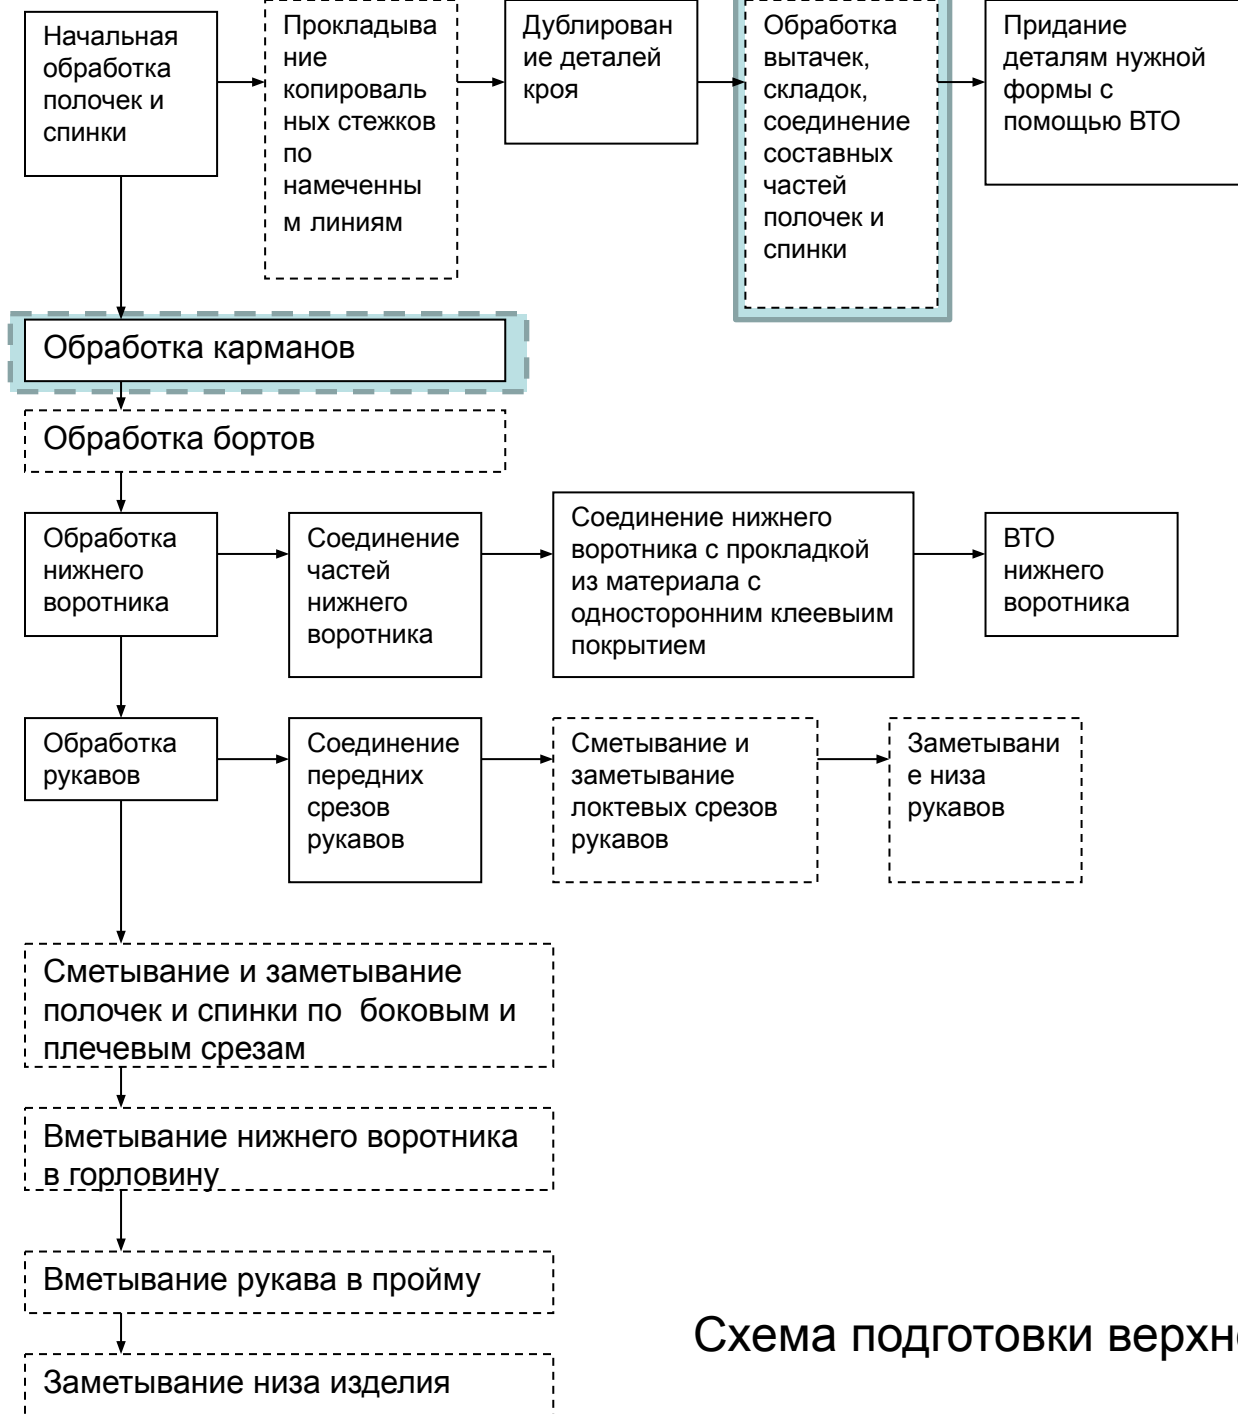 Начальная
обработка
полочек и
спинки
Прокладыва
ние
копироваль
ных стежков
по
намеченны
м линиям
Дублирован
ие деталей
кроя
Обработка
вытачек,
складок,
соединение
составных
частей
полочек и
спинки
Придание
деталям нужной
формы с
помощью ВТО
Обработка карманов
Обработка бортов
Обработка
нижнего
воротника
Соединение
частей
нижнего
воротника
Соединение нижнего
воротника с прокладкой
из материала с
односторонним клеевыим
покрытием
ВТО
нижнего
воротника
Обработка
рукавов
Соединение
передних
срезов
рукавов
Сметывание и
заметывание
локтевых срезов
рукавов
Заметывани
е низа
рукавов
Сметывание и заметывание
полочек и спинки по боковым и
плечевым срезам
Вметывание нижнего воротника
в горловину
Вметывание рукава в пройму
Заметывание низа изделия
Схема подготовки